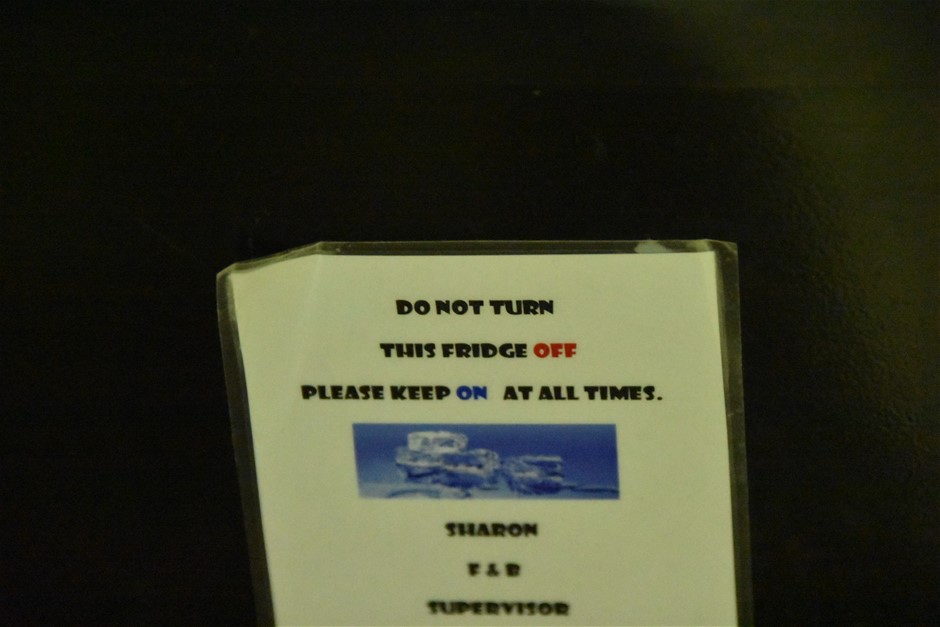 DO NOT TURN
THIS FRIDGE OFF
PLEASE KEEP ON AT ALL TIMES.
SHARON
F & B
SUPERVISOR